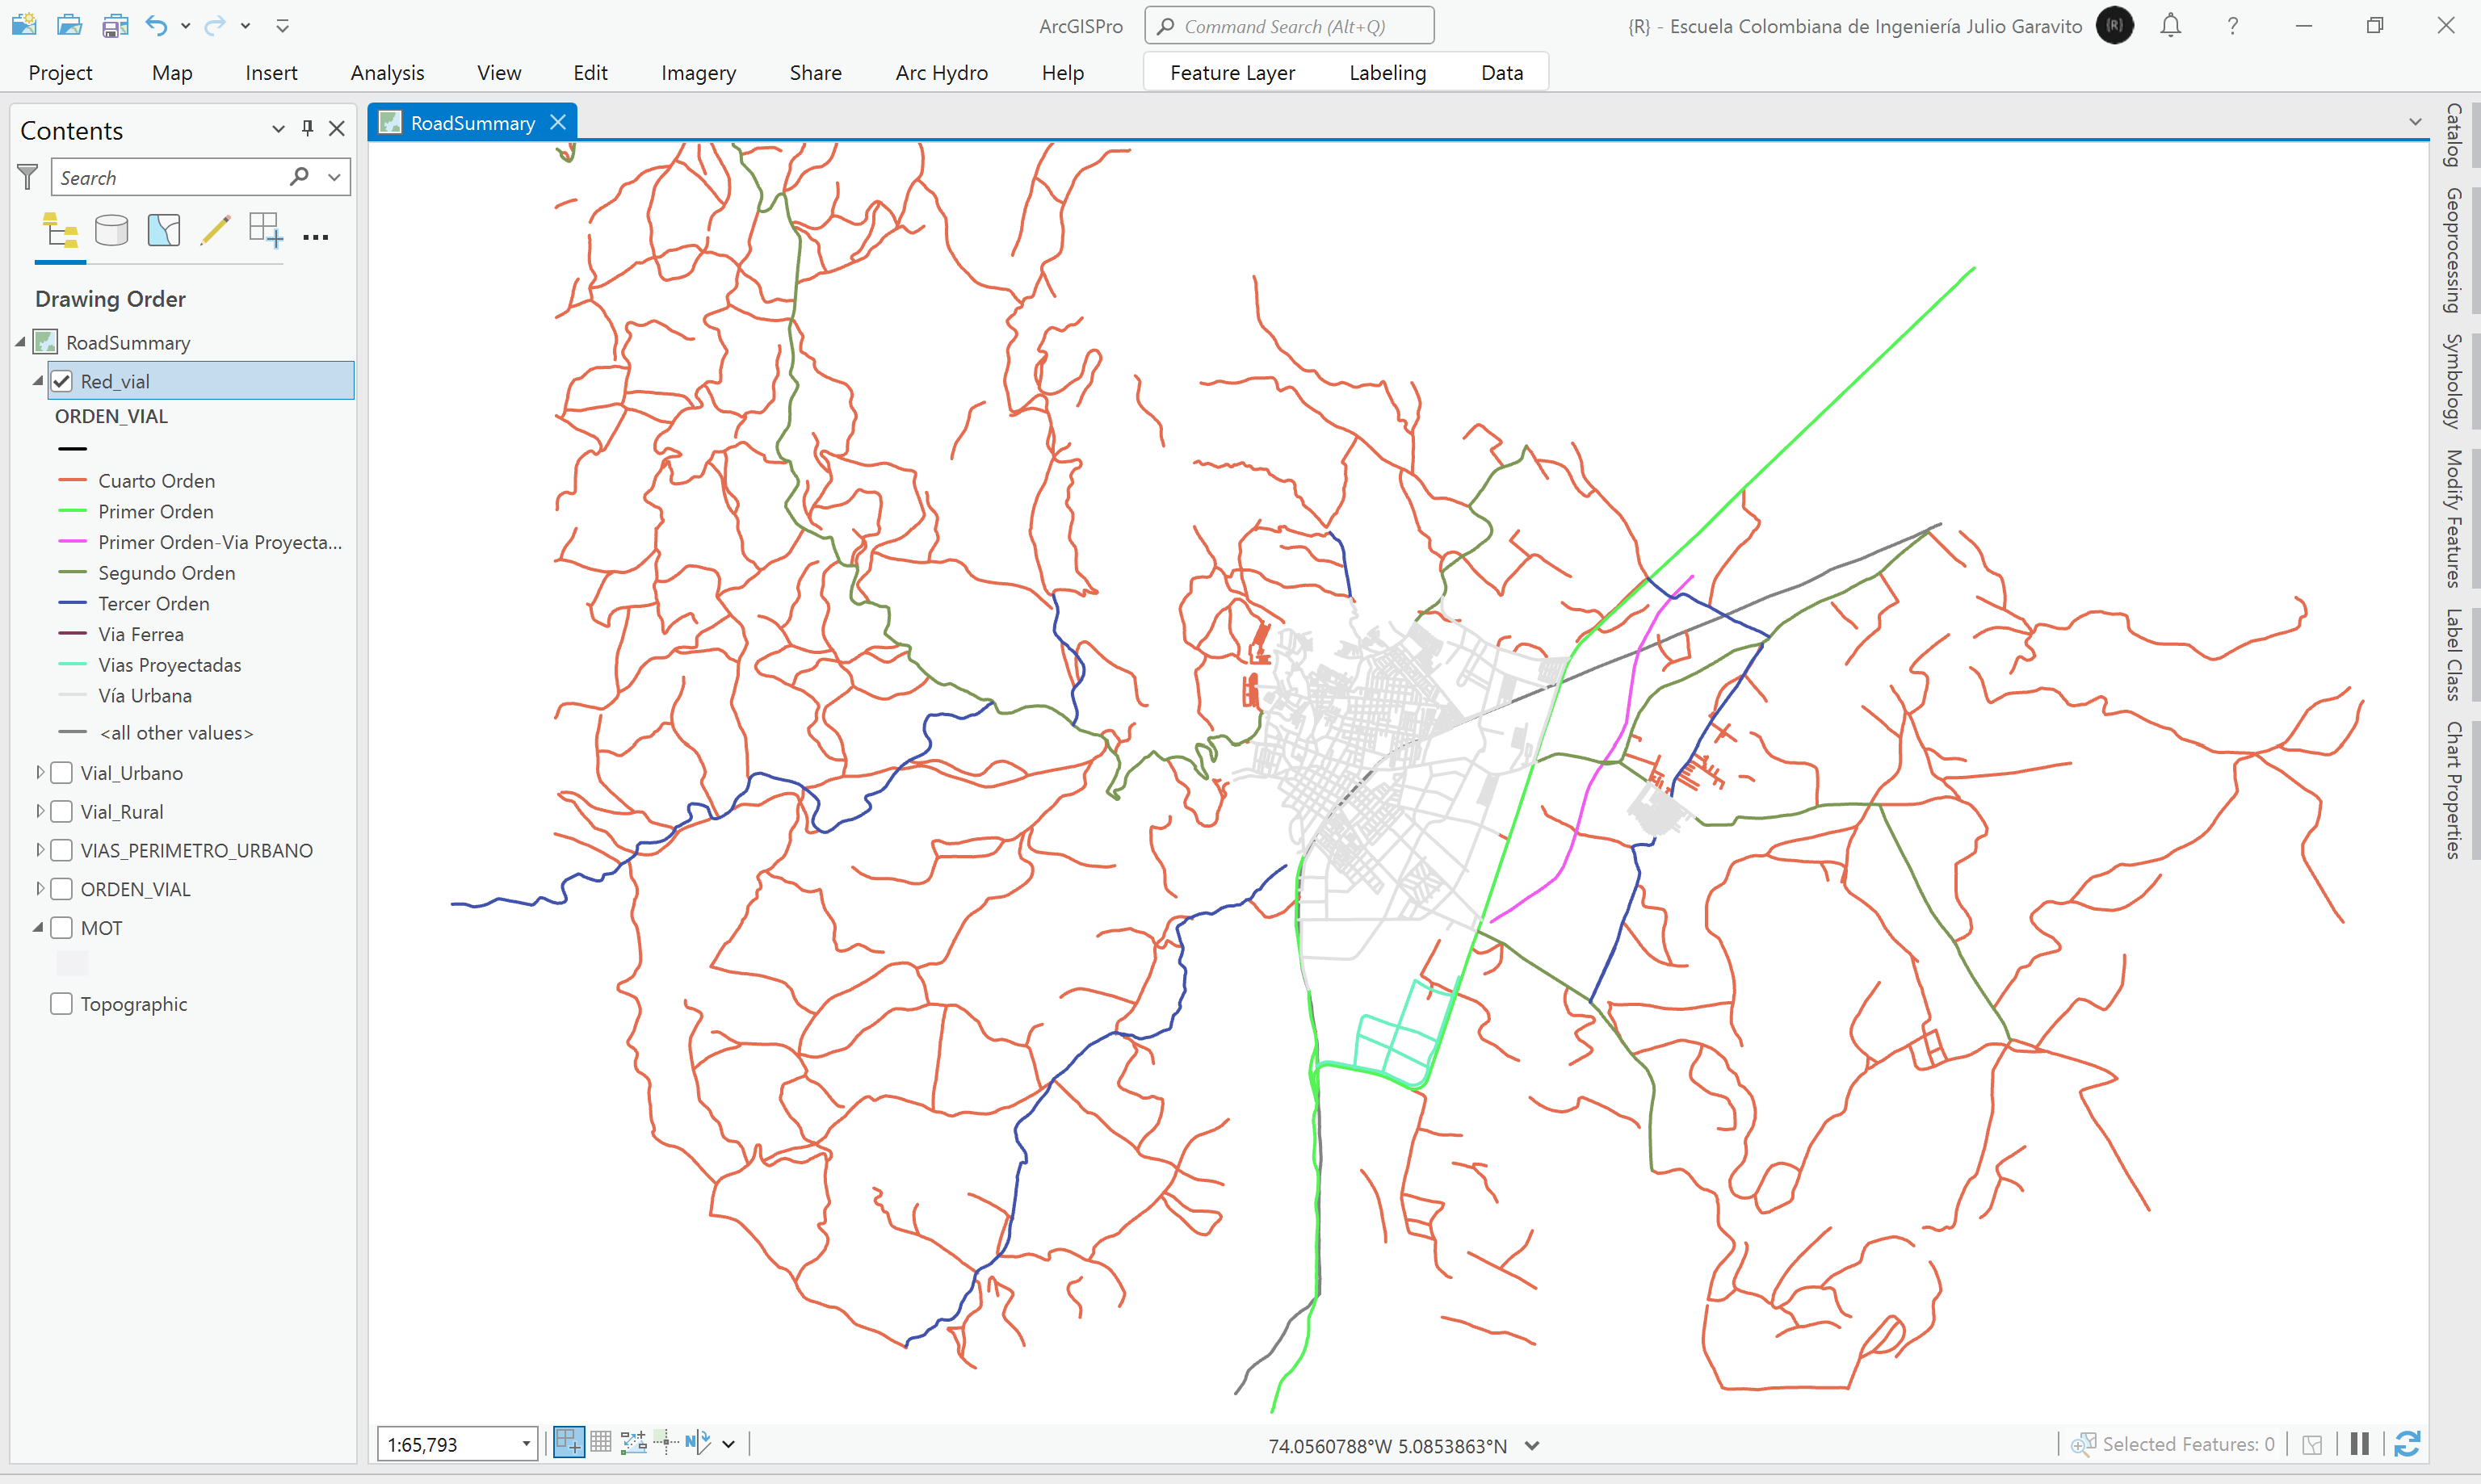 ArcGISPro
Command Search (Alt+Q)
{R} - Escuela Colombiana de Ingeniería Julio Garavito
{R}
?
Project
Map
Insert
Analysis
View
Edit
Imagery
Share
Arc Hydro
Help
Feature Layer
Labeling
Data
Contents
Search
Drawing Order
RoadSummary
Red_vial
ORDEN_VIAL
Cuarto Orden
Primer Orden
Primer Orden-Via Proyecta...
Segundo Orden
Tercer Orden
Via Ferrea
Vias Proyectadas
Vía Urbana
<all other values>
Vial_Urbano
Vial_Rural
VIAS_PERIMETRO_URBANO
ORDEN_VIAL
MOT
Topographic
RoadSummary
1:65,793
N
74.0560788°W 5.0853863°N
Selected Features: 0
Catalog
Geoprocessing
Symbology
Modify Features
Label Class
Chart Properties